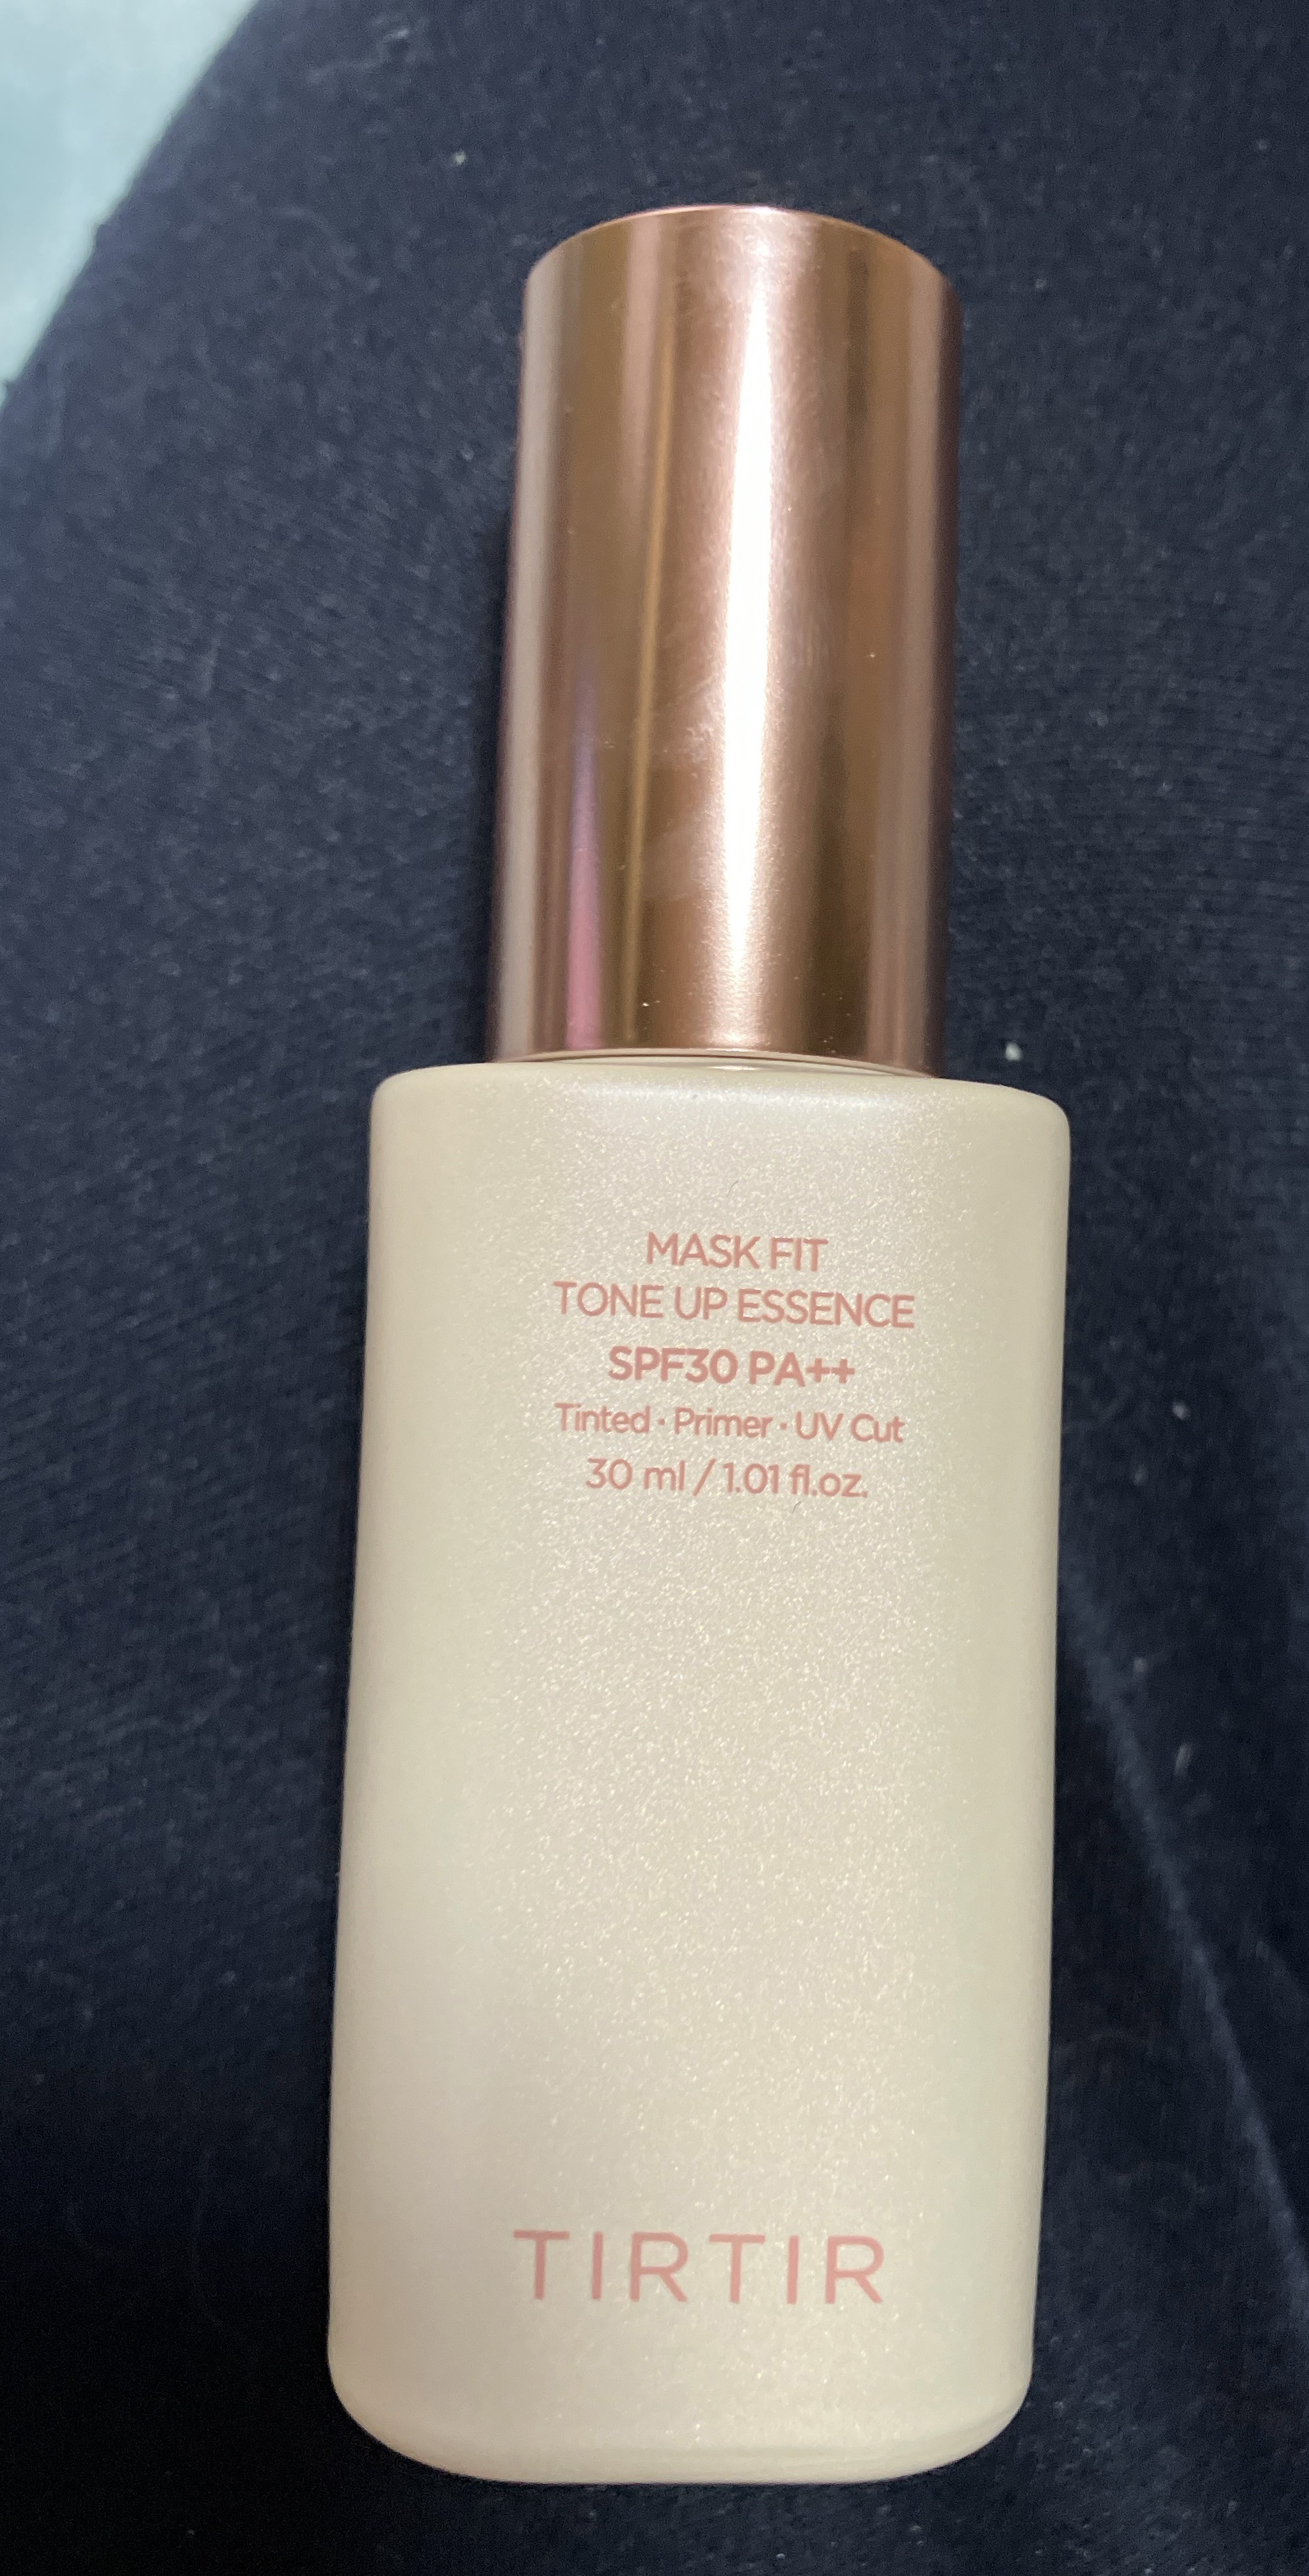 MASK FIT
TONE UP ESSENCE
SPF30 PA++
Tinted · Primer · UV Cut
30 ml / 1.01 fl.oz.
TIRTIR